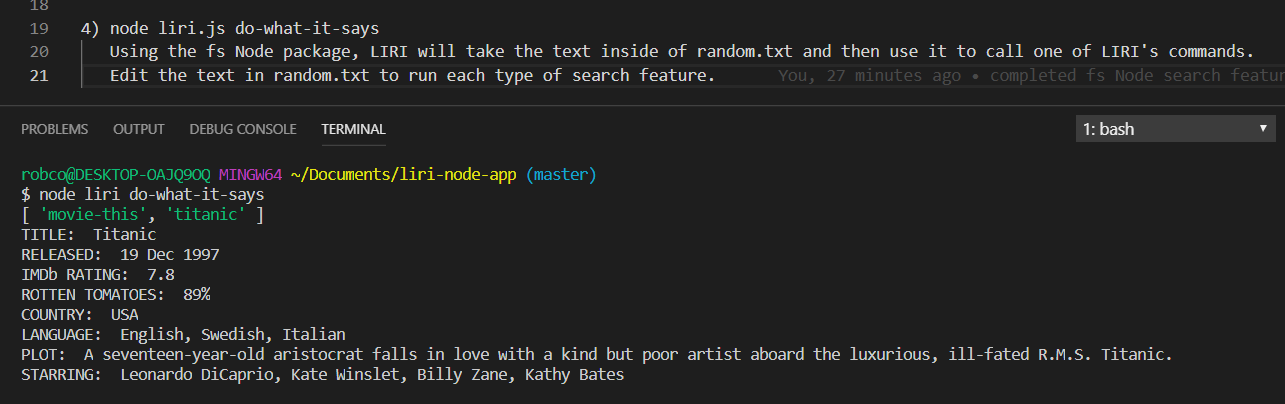 18
19 4) node liri.js do-what-it-says
20 Using the fs Node package, LIRI will take the text inside of random.txt and then use it to call one of LIRI's commands.
21 Edit the text in random.txt to run each type of search feature. You, 27 minutes ago • completed fs Node search featur
PROBLEMS OUTPUT DEBUG CONSOLE TERMINAL 1: bash
robco@DESKTOP-OAJQ9OQ MINGW64 ~/Documents/liri-node-app (master)
$ node liri do-what-it-says
[ 'movie-this', 'titanic' ]
TITLE:  Titanic
RELEASED:  19 Dec 1997
IMDb RATING:  7.8
ROTTEN TOMATOES:  89%
COUNTRY:  USA
LANGUAGE:  English, Swedish, Italian
PLOT:  A seventeen-year-old aristocrat falls in love with a kind but poor artist aboard the luxurious, ill-fated R.M.S. Titanic.
STARRING:  Leonardo DiCaprio, Kate Winslet, Billy Zane, Kathy Bates